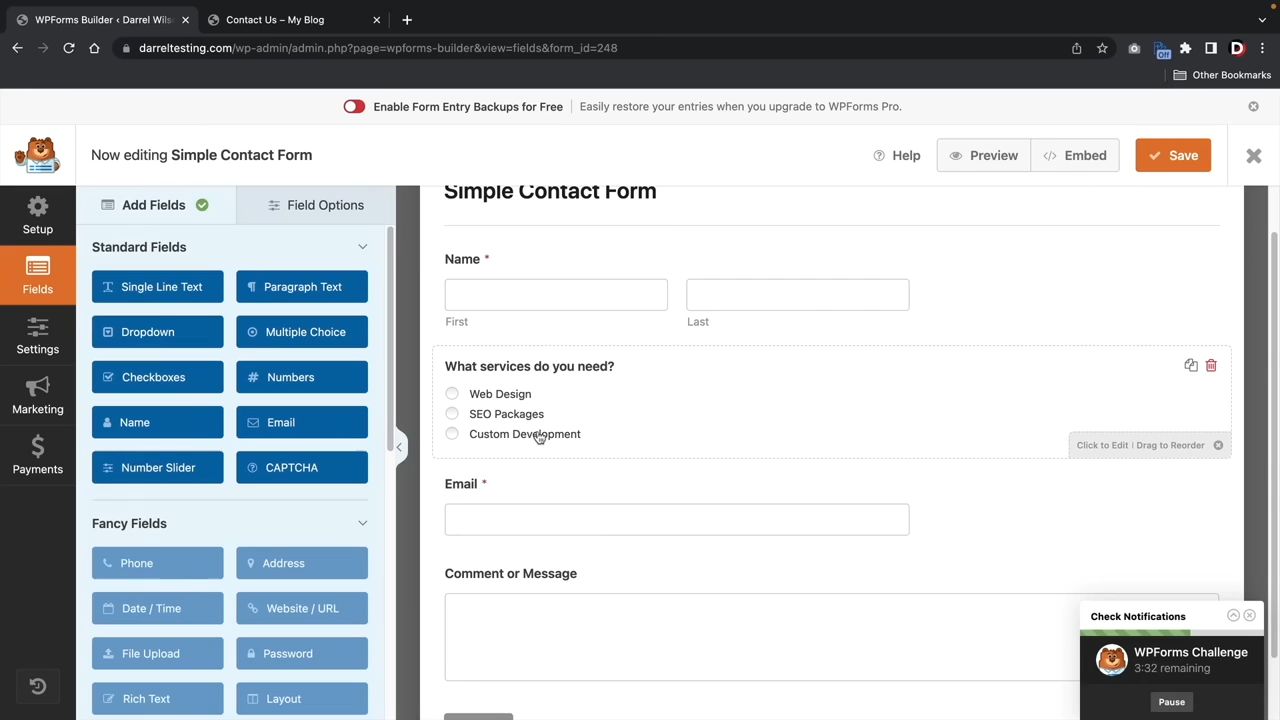 WPForms Builder ‹ Darrel Wils
Contact Us – My Blog
darreltesting.com/wp-admin/admin.php?page=wpforms-builder&view=fields&form_id=248
Off
D
Other Bookmarks
Enable Form Entry Backups for Free
Easily restore your entries when you upgrade to WPForms Pro.
Now editing Simple Contact Form
Help
Preview
Embed
Save
Setup
Fields
Settings
Marketing
Payments
Add Fields
Field Options
Standard Fields
Single Line Text
Paragraph Text
Dropdown
Multiple Choice
Checkboxes
Numbers
Name
Email
Number Slider
CAPTCHA
Fancy Fields
Phone
Address
Date / Time
Website / URL
File Upload
Password
Rich Text
Layout
Simple Contact Form
Name *
First
Last
What services do you need?
Web Design
SEO Packages
Custom Development
Click to Edit | Drag to Reorder
Email *
Comment or Message
Check Notifications
WPForms Challenge
3:32 remaining
Pause